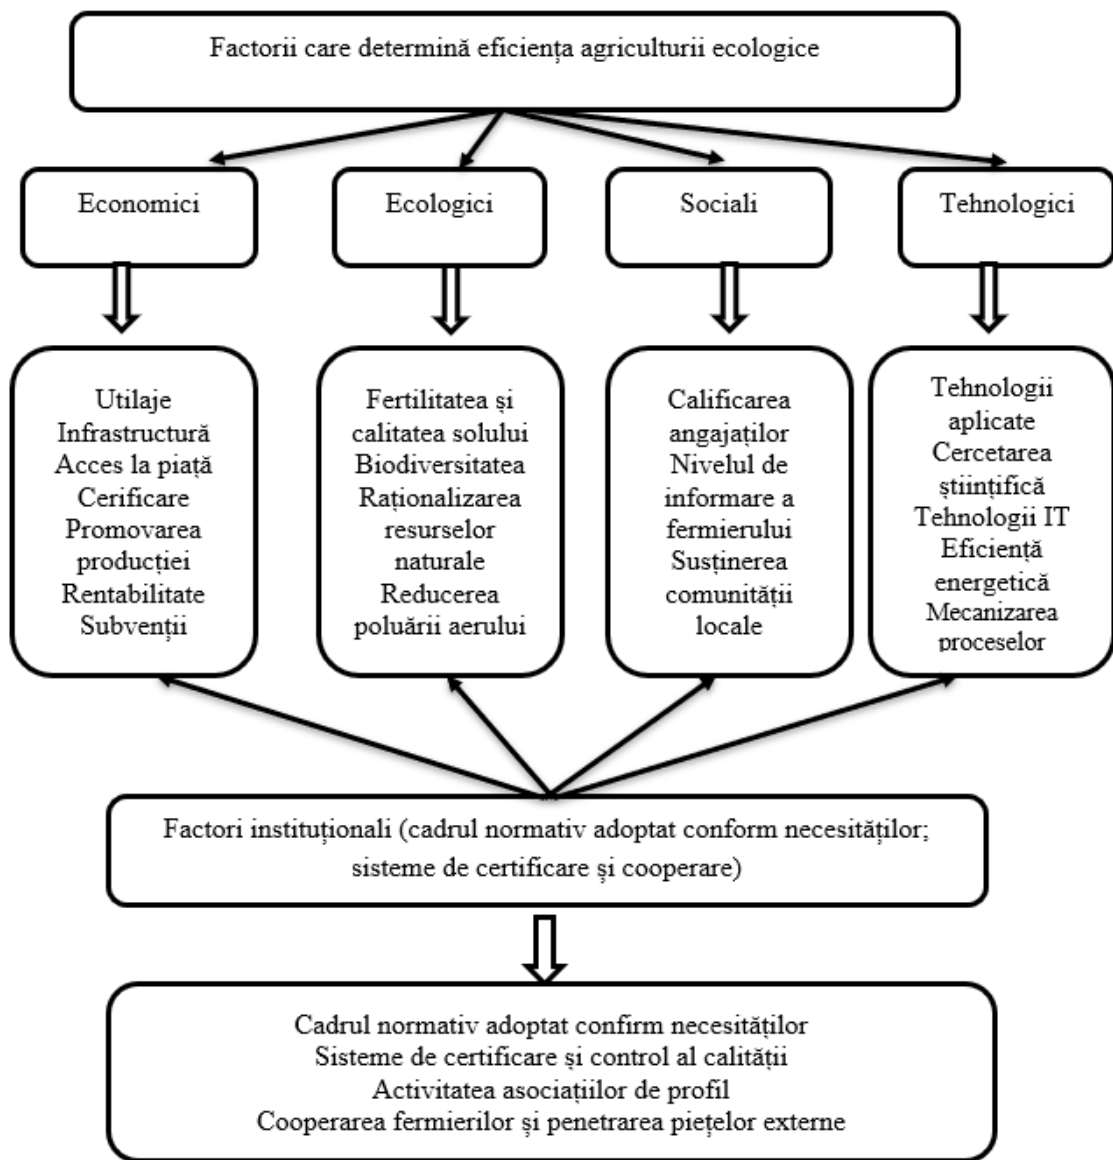 Factorii care determină eficiența agriculturii ecologice
Economici
Ecologici
Sociali
Tehnologici
Utilaje
Infrastructură
Acces la piață
Cerificare
Promovarea
producției
Rentabilitate
Subvenții
Fertilitatea și
calitatea solului
Biodiversitatea
Raționalizarea
resurselor
naturale
Reducerea
poluării aerului
Calificarea
angajaților
Nivelul de
informare a
fermierului
Susținerea
comunității
locale
Tehnologii
aplicate
Cercetarea
științifică
Tehnologii IT
Eficiență
energetică
Mecanizarea
proceselor
Factori instituționali (cadrul normativ adoptat conform necesităților;
sisteme de certificare și cooperare)
Cadrul normativ adoptat confirm necesităților
Sisteme de certificare și control al calității
Activitatea asociațiilor de profil
Cooperarea fermierilor și penetrarea piețelor externe